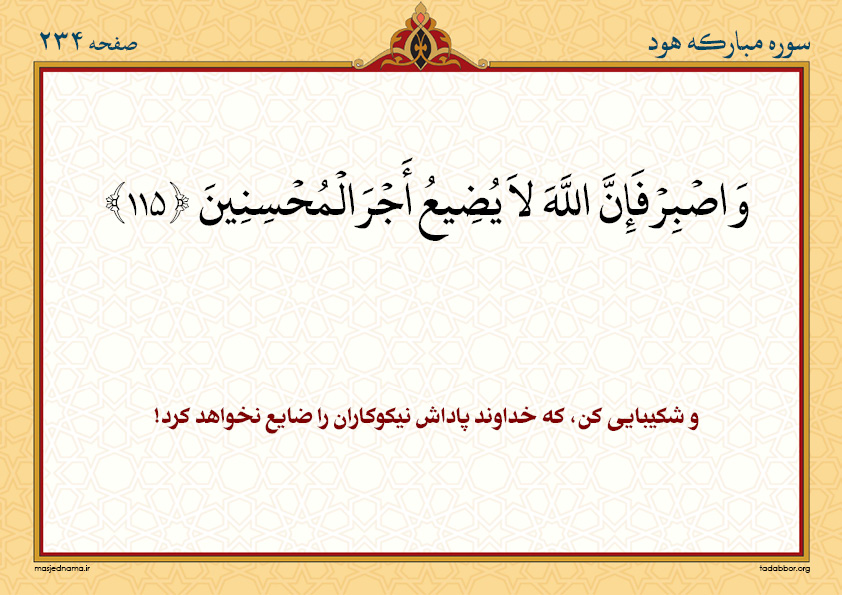 سوره مبارکه هود
صفحه ۲۳۴
وَاصْبِرْ فَإِنَّ اللَّهَ لاَ يُضِيعُ أَجْرَ الْمُحْسِنِينَ ﴿۱۱۵﴾
و شکیبایی کن، که خداوند پاداش نیکوکاران را ضایع نخواهد کرد!
masjednama.ir
tadabbor.org